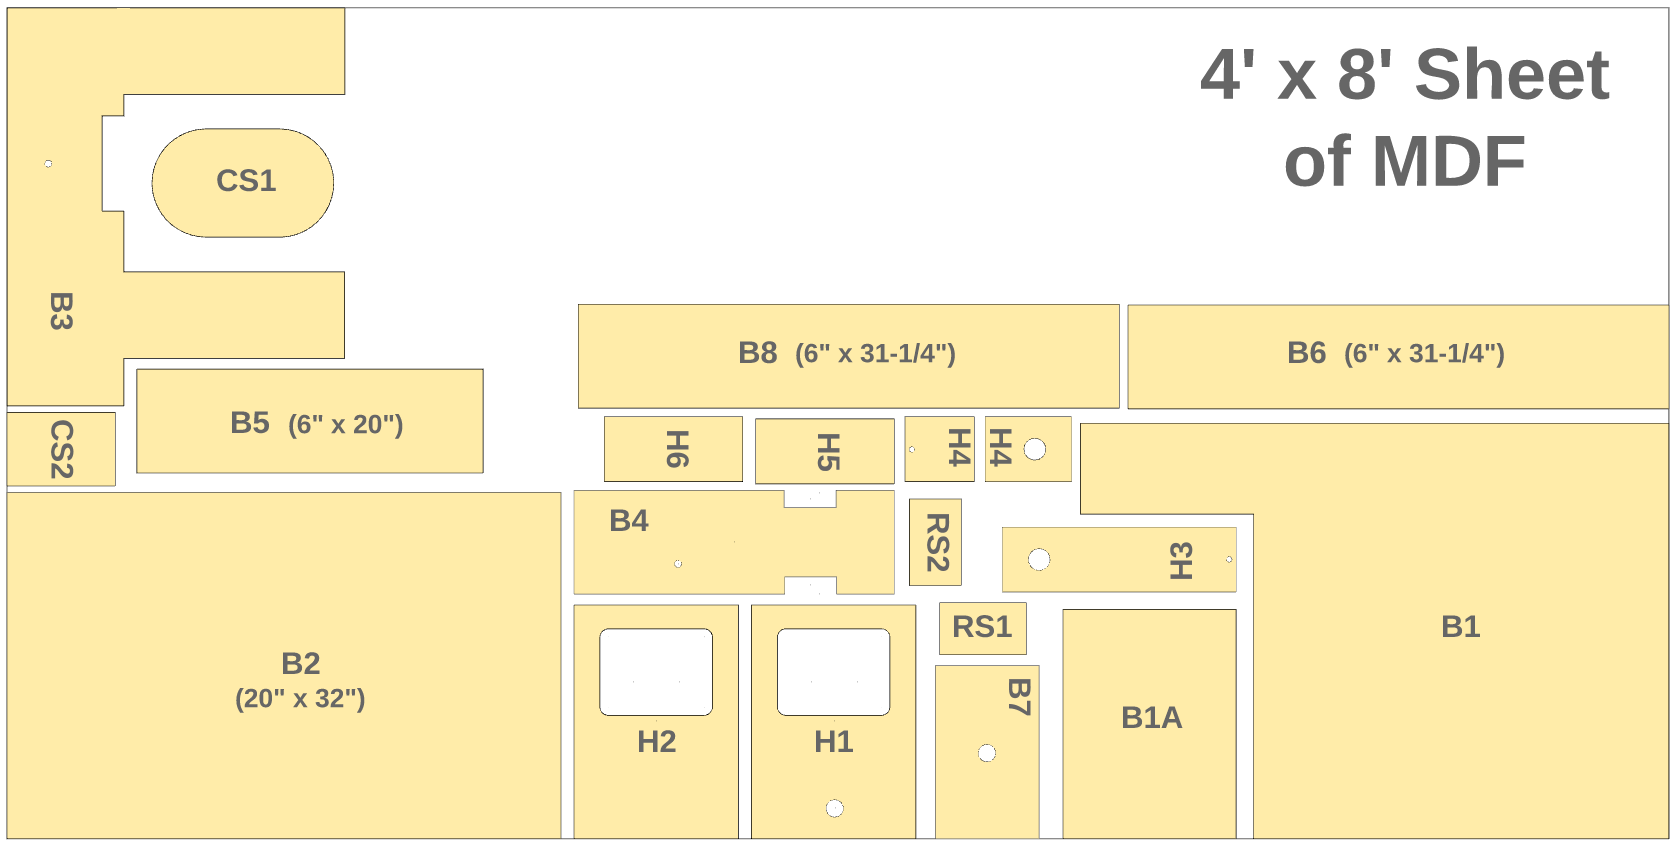 4' x 8' Sheet
of MDF
CS1
B3
B8 (6" x 31-1/4")
B6 (6" x 31-1/4")
B5 (6" x 20")
CS2
H6
H5
H4
H4
B4
RS2
H3
RS1
B1
B2
(20" x 32")
H2
H1
B7
B1A